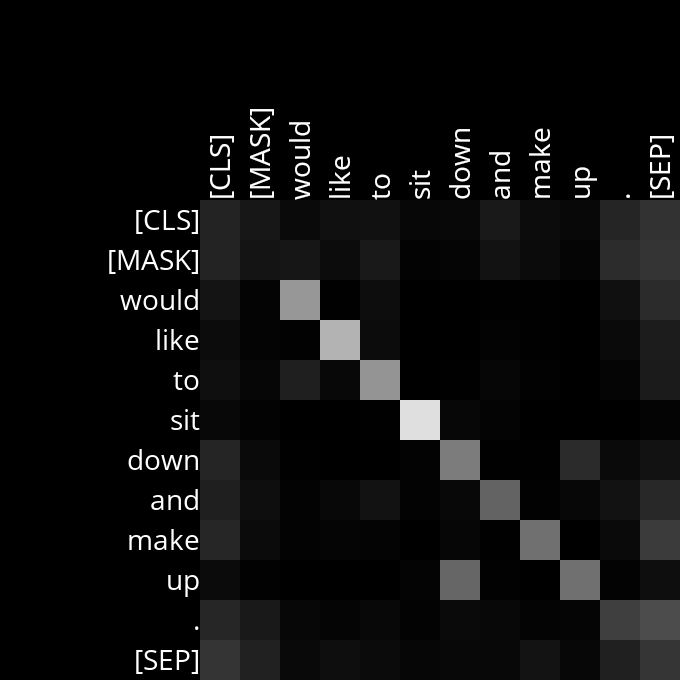 [CLS] [MASK] would like to sit down and make up . [SEP]
[CLS]
[MASK]
would
like
to
sit
down
and
make
up
.
[SEP]